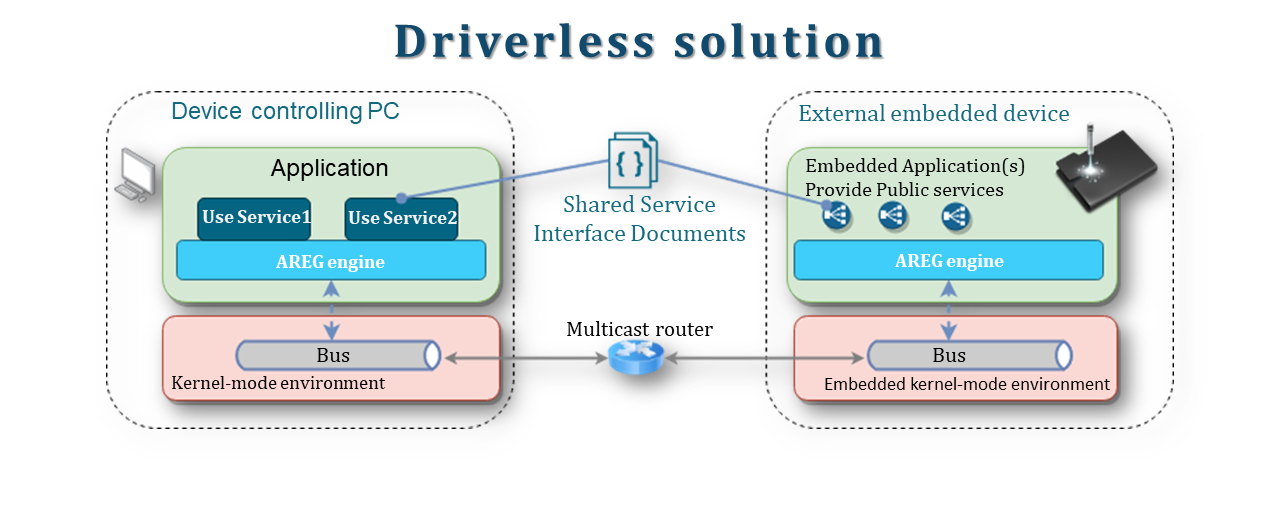 Driverless solution
Device controlling PC
Application
Use Service1
Use Service2
AREG engine
Bus
Kernel-mode environment
{ }
Shared Service
Interface Documents
Multicast router
External embedded device
Embedded Application(s)
Provide Public services
AREG engine
Bus
Embedded kernel-mode environment